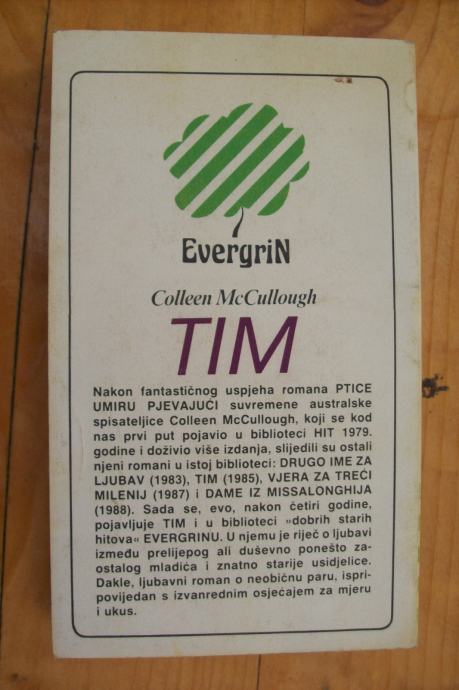 EvergriN
Colleen McCullough
TIM
Nakon fantastičnog uspjeha romana PTICE
UMIRU PJEVAJUĆI suvremene australske
spisateljice Colleen McCullough, koji se kod
nas prvi put pojavio u biblioteci HIT 1979.
godine i doživio više izdanja, slijedili su ostali
njeni romani u istoj biblioteci: DRUGO IME ZA
LJUBAV (1983), TIM (1985), VJERA ZA TREĆI
MILENIJ (1987) i DAME IZ MISSALONGHIJA
(1988). Sada se, evo, nakon četiri godine,
pojavljuje TIM i u biblioteci »dobrih starih
hitova« EVERGRINU. U njemu je riječ o ljubavi
između prelijepog ali duševno ponešto za-
ostalog mladića i znatno starije usidjelice.
Dakle, ljubavni roman o neobičnu paru, ispri-
povijedan s izvanrednim osjećajem za mjeru
i ukus.